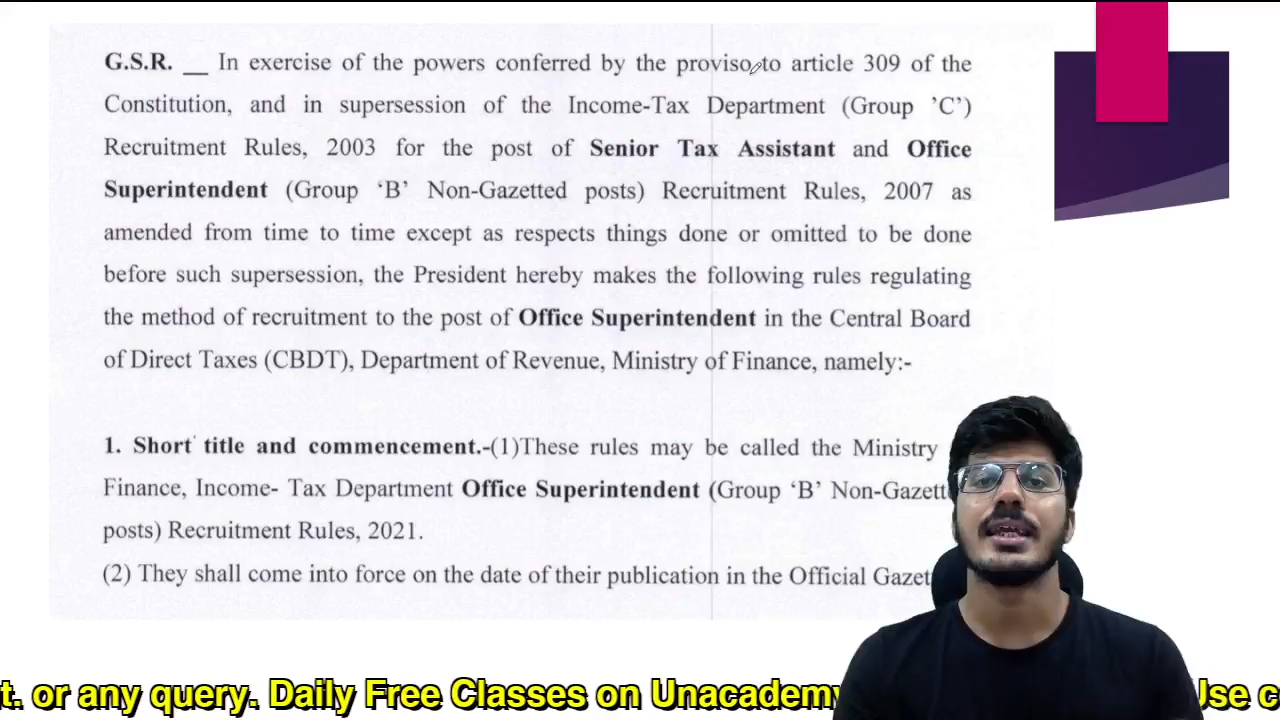 G.S.R. __ In exercise of the powers conferred by the proviso to article 309 of the
Constitution, and in supersession of the Income-Tax Department (Group ’C’)
Recruitment Rules, 2003 for the post of Senior Tax Assistant and Office
Superintendent (Group ‘B’ Non-Gazetted posts) Recruitment Rules, 2007 as
amended from time to time except as respects things done or omitted to be done
before such supersession, the President hereby makes the following rules regulating
the method of recruitment to the post of Office Superintendent in the Central Board
of Direct Taxes (CBDT), Department of Revenue, Ministry of Finance, namely:-
1. Short title and commencement.-(1)These rules may be called the Ministry
Finance, Income- Tax Department Office Superintendent (Group ‘B’ Non-Gazett
posts) Recruitment Rules, 2021.
(2) They shall come into force on the date of their publication in the Official Gazet
t. or any query. Daily Free Classes on Unacademy Use c